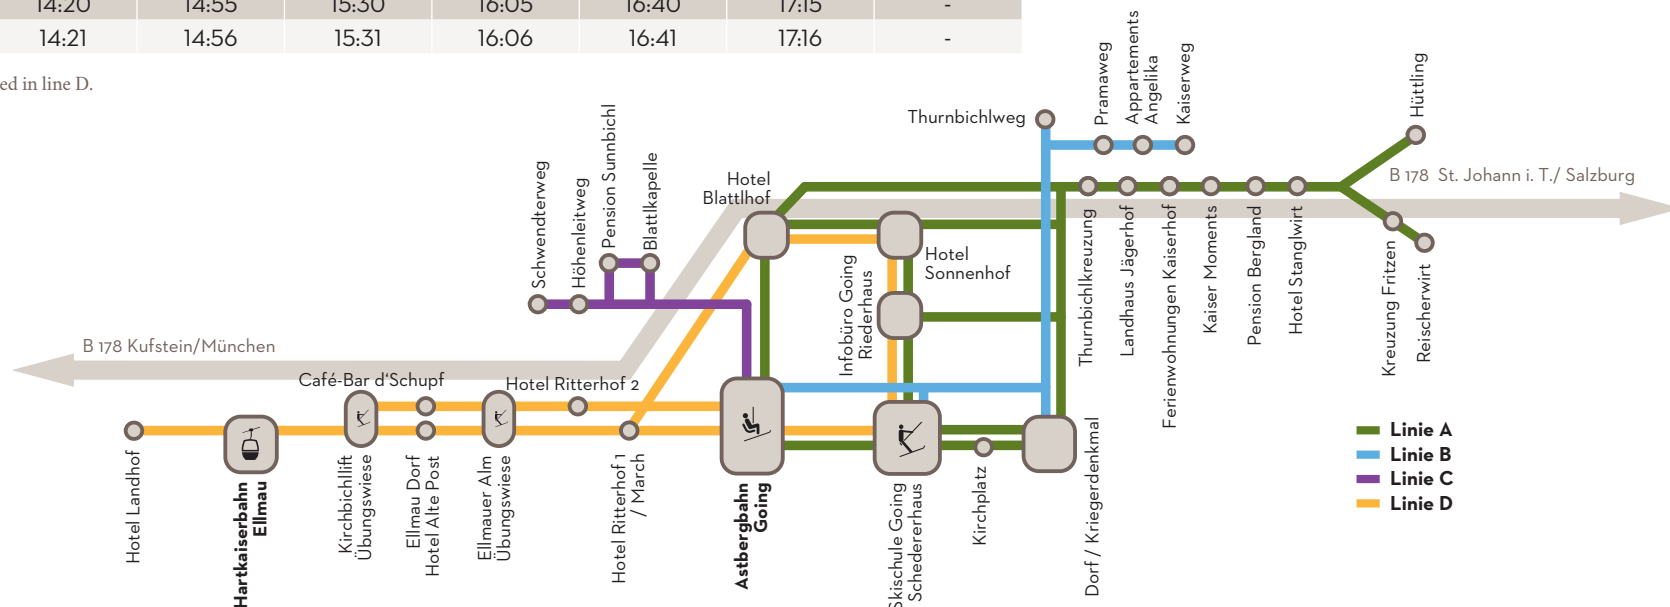 14:20 14:55 15:30 16:05 16:40 17:15 -
14:21 14:56 15:31 16:06 16:41 17:16 -
ed in line D.
Schwendterweg
Höhenleitweg
Pension Sunnbichl
Blattlkapelle
Hotel
Blattlhof
Thurnbichlweg
Pramaweg
Appartements
Angelika
Kaiserweg
Hüttling
B 178 St. Johann i. T./ Salzburg
Hotel
Sonnenhof
Infobüro Going
Riederhaus
Thurnbichlkreuzung
Landhaus Jägerhof
Ferienwohnungen Kaiserhof
Kaiser Moments
Pension Bergland
Hotel Stanglwirt
Kreuzung Fritzen
Reischerwirt
B 178 Kufstein/München
Café-Bar d‘Schupf
Hotel Ritterhof 2
Hotel Landhof
Hartkaiserbahn
Ellmau
Kirchbichllift
Übungswiese
Ellmau Dorf
Hotel Alte Post
Ellmauer Alm
Übungswiese
Hotel Ritterhof 1
/ March
Astbergbahn
Going
Skischule Going
Schedererhaus
Kirchplatz
Dorf / Kriegerdenkmal
Linie A
Linie B
Linie C
Linie D